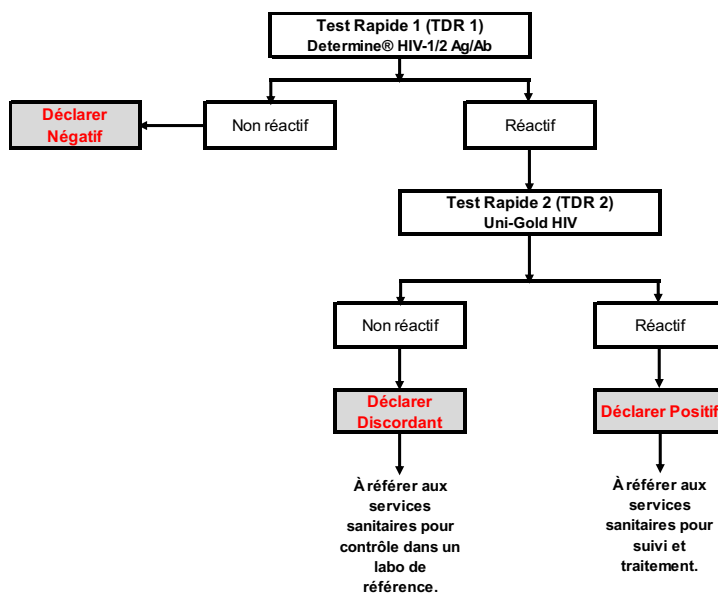 Test Rapide 1 (TDR 1)
Determine® HIV-1/2 Ag/Ab
Déclarer
Négatif
Non réactif
Réactif
Test Rapide 2 (TDR 2)
Uni-Gold HIV
Non réactif
Réactif
Déclarer
Discordant
Déclarer Positif
À référer aux
services
sanitaires pour
contrôle dans un
labo de
référence.
À référer aux
services
sanitaires pour
suivi et
traitement.